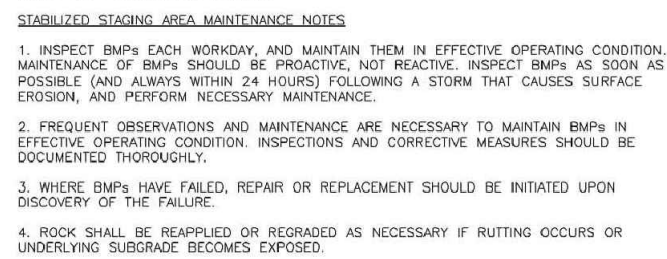 STABILIZED STAGING AREA MAINTENANCE NOTES
1. INSPECT BMPs EACH WORKDAY, AND MAINTAIN THEM IN EFFECTIVE OPERATING CONDITION.
MAINTENANCE OF BMPs SHOULD BE PROACTIVE, NOT REACTIVE. INSPECT BMPs AS SOON AS
POSSIBLE (AND ALWAYS WITHIN 24 HOURS) FOLLOWING A STORM THAT CAUSES SURFACE
EROSION, AND PERFORM NECESSARY MAINTENANCE.
2. FREQUENT OBSERVATIONS AND MAINTENANCE ARE NECESSARY TO MAINTAIN BMPs IN
EFFECTIVE OPERATING CONDITION. INSPECTIONS AND CORRECTIVE MEASURES SHOULD BE
DOCUMENTED THOROUGHLY.
3. WHERE BMPs HAVE FAILED, REPAIR OR REPLACEMENT SHOULD BE INITIATED UPON
DISCOVERY OF THE FAILURE.
4. ROCK SHALL BE REAPPLIED OR REGRADED AS NECESSARY IF RUTTING OCCURS OR
UNDERLYING SUBGRADE BECOMES EXPOSED.